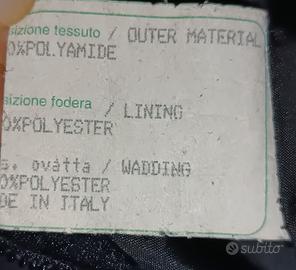 sizione tessuto / OUTER MATERIAL
0%POLYAMIDE
sizione fodera / LINING
0%POLYESTER
s. ovatta / WADDING
0%POLYESTER
DE IN ITALY
subito